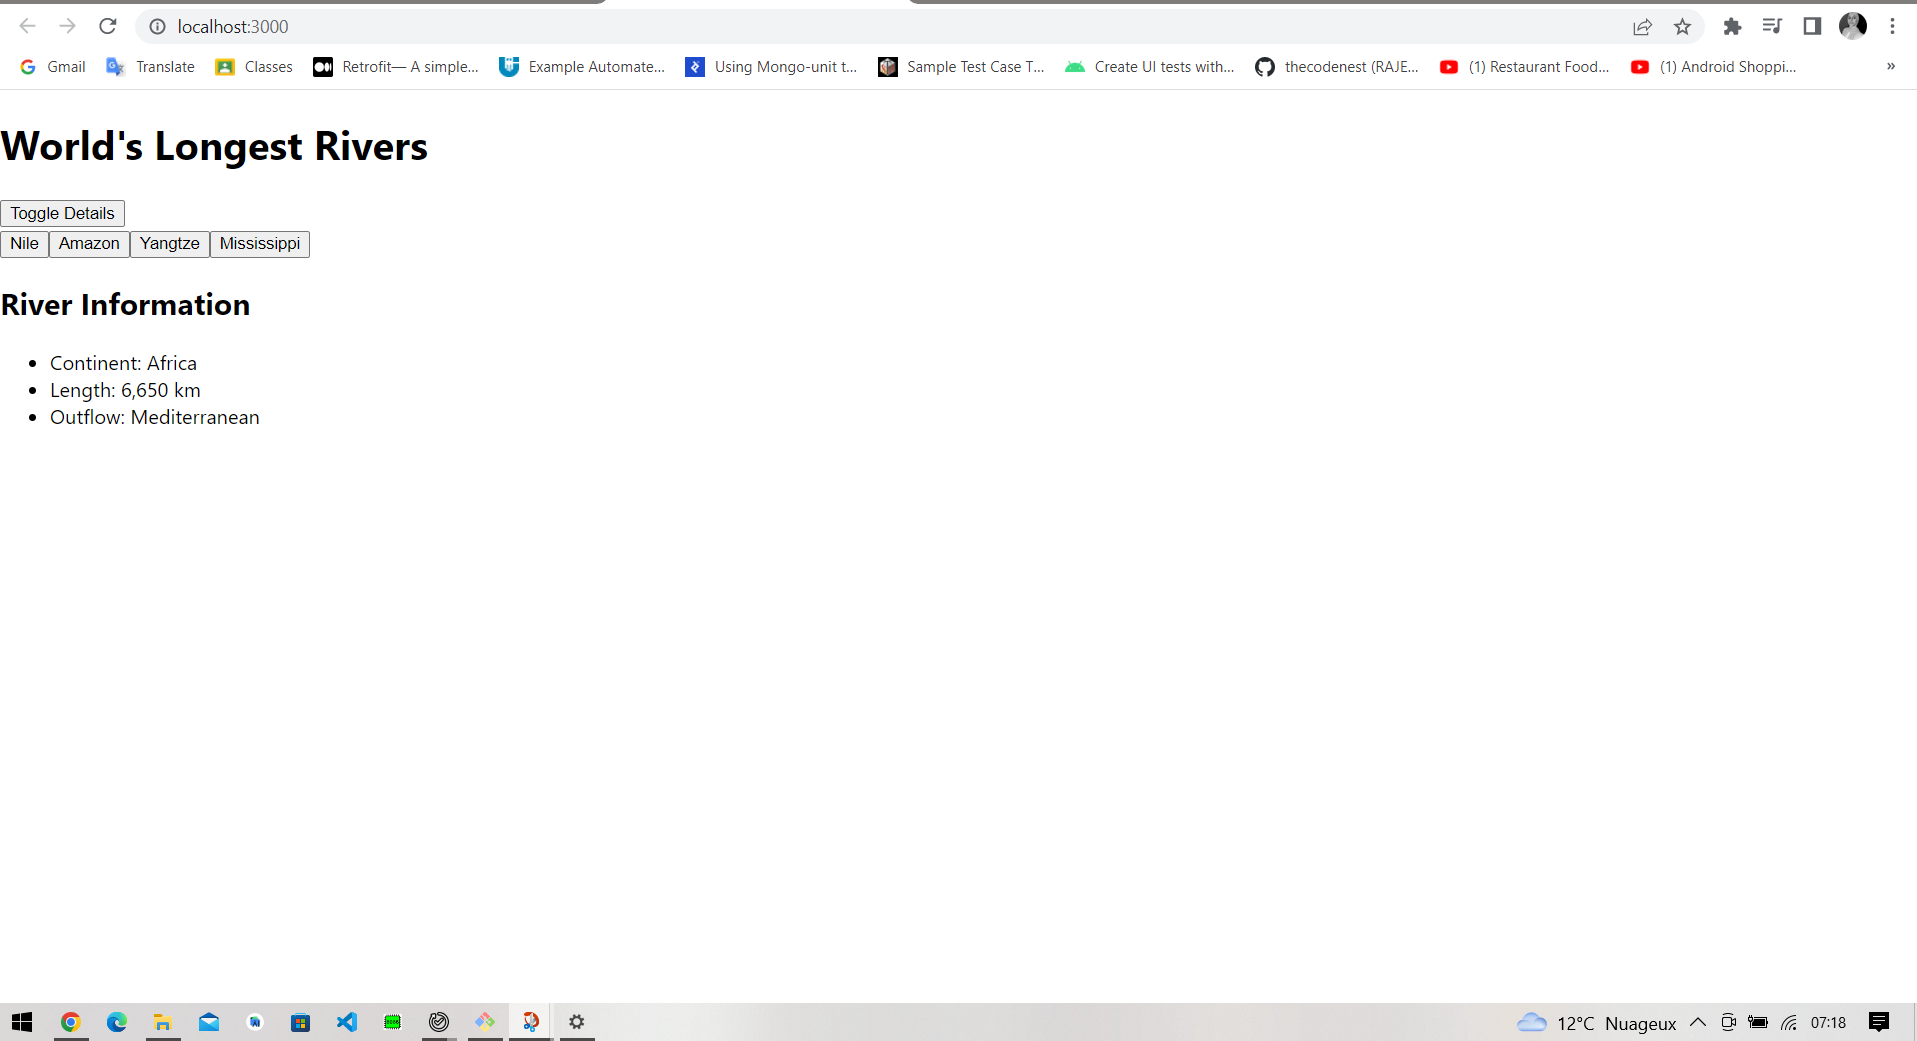 localhost:3000
Gmail Translate Classes Retrofit— A simple... Example Automate... Using Mongo-unit t... Sample Test Case T... Create UI tests with... thecodenest (RAJE... (1) Restaurant Food... (1) Android Shoppi... »
World's Longest Rivers
Toggle Details
Nile Amazon Yangtze Mississippi
River Information
• Continent: Africa
• Length: 6,650 km
• Outflow: Mediterranean
12°C Nuageux 07:18